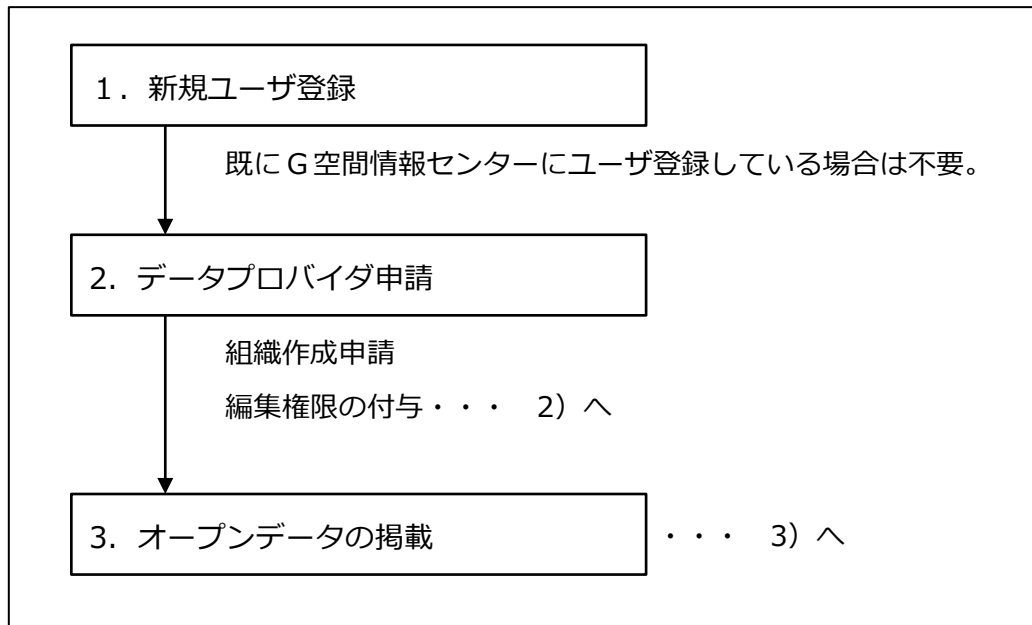 １．新規ユーザ登録
既にＧ空間情報センターにユーザ登録している場合は不要。
2．データプロバイダ申請
組織作成申請
編集権限の付与・・・　2）へ
3．オープンデータの掲載　・・・　3）へ